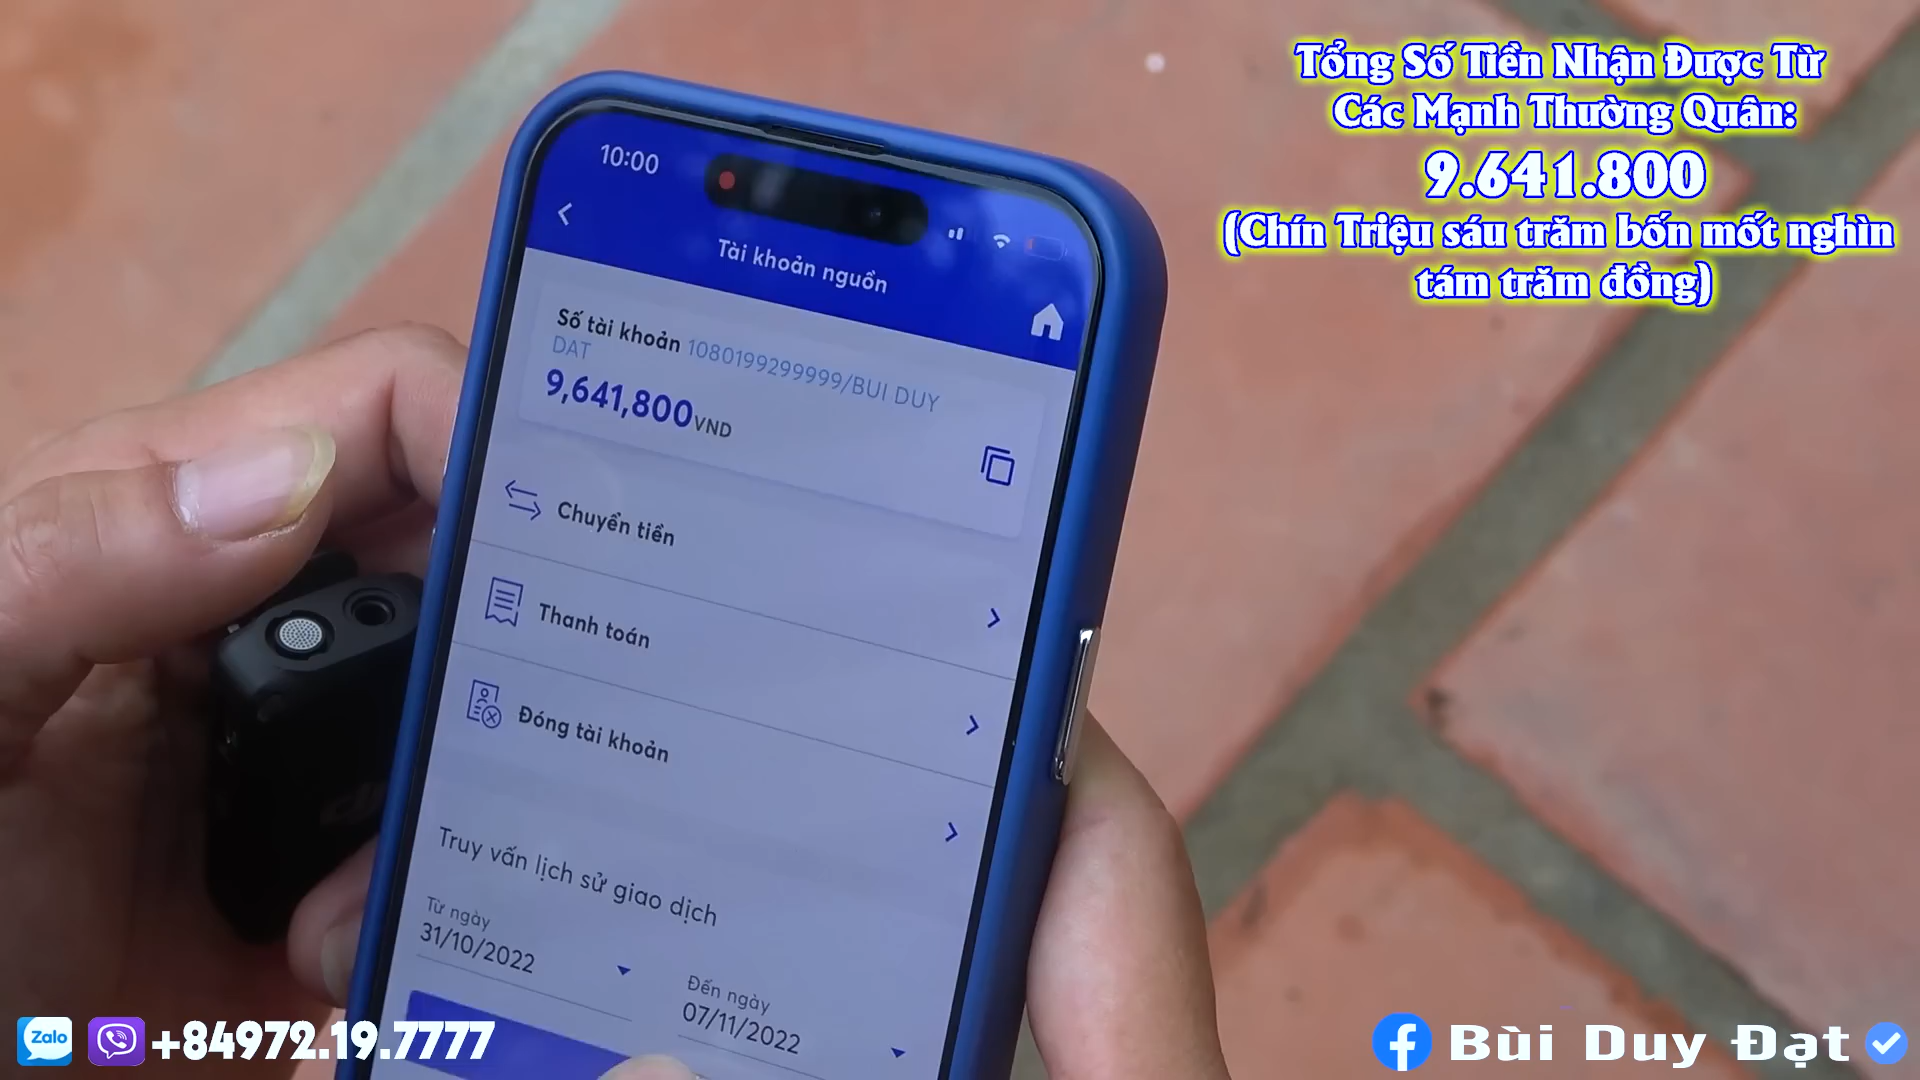 Tổng Số Tiền Nhận Được Từ
Các Mạnh Thường Quân:
9.641.800
(Chín Triệu sáu trăm bốn mốt nghìn
tám trăm đồng)
10:00
Tài khoản nguồn
Số tài khoản 1080199299999/BUI DUY
DAT
9,641,800VND
Chuyển tiền
Thanh toán
Đóng tài khoản
Truy vấn lịch sử giao dịch
Từ ngày
31/10/2022
Đến ngày
07/11/2022
Zalo
+84972.19.7777
Bùi Duy Đạt